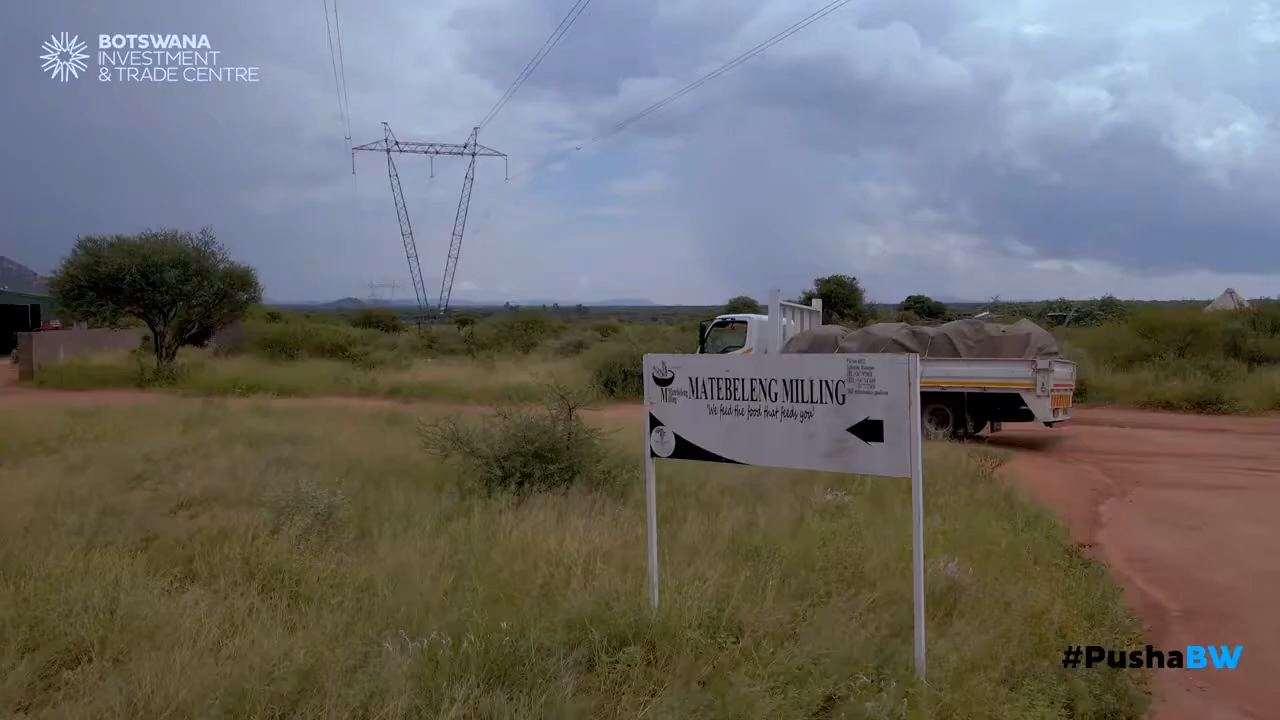 BOTSWANA
INVESTMENT
& TRADE CENTRE
MATEBELENG MILLING
"We feed the food that feeds you!"
#PushaBW